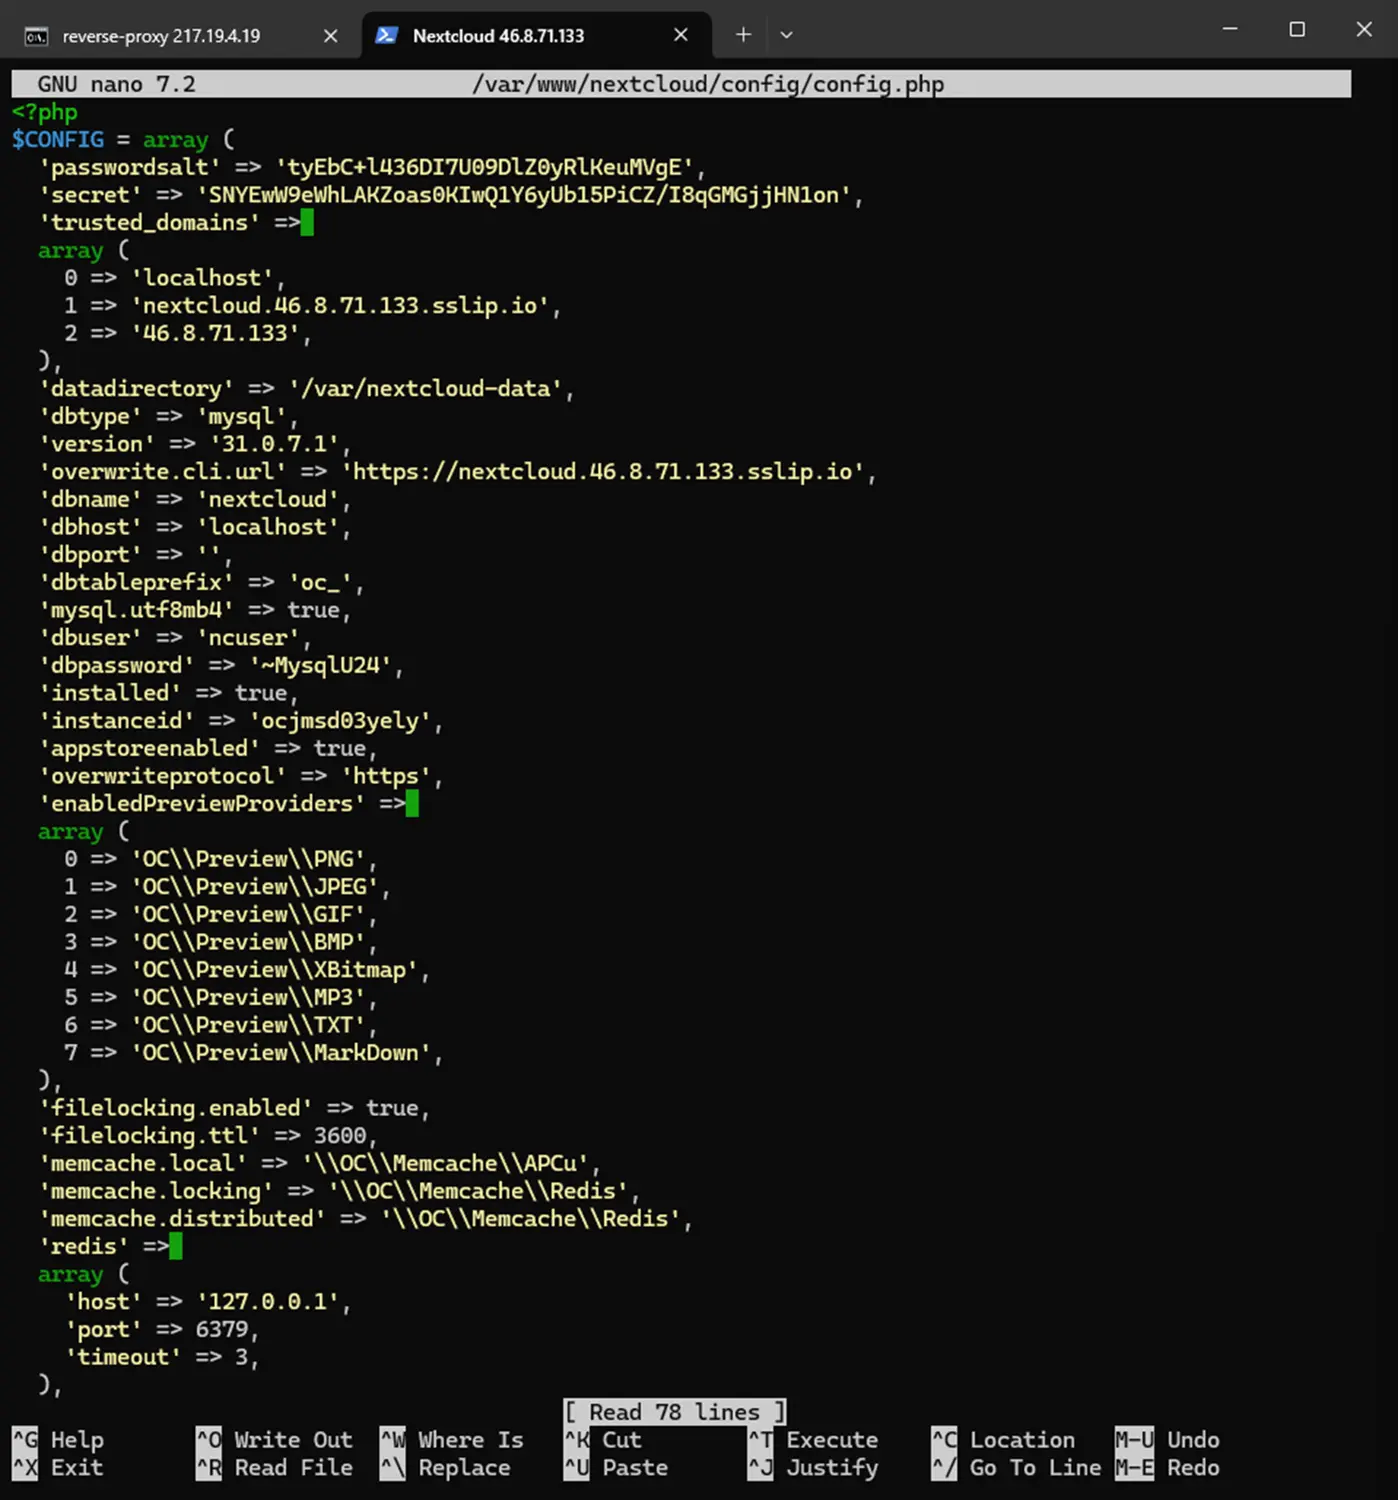 reverse-proxy 217.19.4.19
Nextcloud 46.8.71.133
GNU nano 7.2 /var/www/nextcloud/config/config.php
<?php
$CONFIG = array (
  'passwordsalt' => 'tyEbC+l436DI7U09DlZ0yRlKeuMVgE',
  'secret' => 'SNYEwW9eWhLAKZoas0KIwQ1Y6yUb15PiCZ/I8qGMGjjHN1on',
  'trusted_domains' =>
  array (
    0 => 'localhost',
    1 => 'nextcloud.46.8.71.133.sslip.io',
    2 => '46.8.71.133',
  ),
  'datadirectory' => '/var/nextcloud-data',
  'dbtype' => 'mysql',
  'version' => '31.0.7.1',
  'overwrite.cli.url' => 'https://nextcloud.46.8.71.133.sslip.io',
  'dbname' => 'nextcloud',
  'dbhost' => 'localhost',
  'dbport' => '',
  'dbtableprefix' => 'oc_',
  'mysql.utf8mb4' => true,
  'dbuser' => 'ncuser',
  'dbpassword' => '~MysqlU24',
  'installed' => true,
  'instanceid' => 'ocjmsd03yely',
  'appstoreenabled' => true,
  'overwriteprotocol' => 'https',
  'enabledPreviewProviders' =>
  array (
    0 => 'OC\\Preview\\PNG',
    1 => 'OC\\Preview\\JPEG',
    2 => 'OC\\Preview\\GIF',
    3 => 'OC\\Preview\\BMP',
    4 => 'OC\\Preview\\XBitmap',
    5 => 'OC\\Preview\\MP3',
    6 => 'OC\\Preview\\TXT',
    7 => 'OC\\Preview\\MarkDown',
  ),
  'filelocking.enabled' => true,
  'filelocking.ttl' => 3600,
  'memcache.local' => '\\OC\\Memcache\\APCu',
  'memcache.locking' => '\\OC\\Memcache\\Redis',
  'memcache.distributed' => '\\OC\\Memcache\\Redis',
  'redis' =>
  array (
    'host' => '127.0.0.1',
    'port' => 6379,
    'timeout' => 3,
  ),
[ Read 78 lines ]
^G Help ^O Write Out ^W Where Is ^K Cut ^T Execute ^C Location M-U Undo
^X Exit ^R Read File ^\ Replace ^U Paste ^J Justify ^/ Go To Line M-E Redo